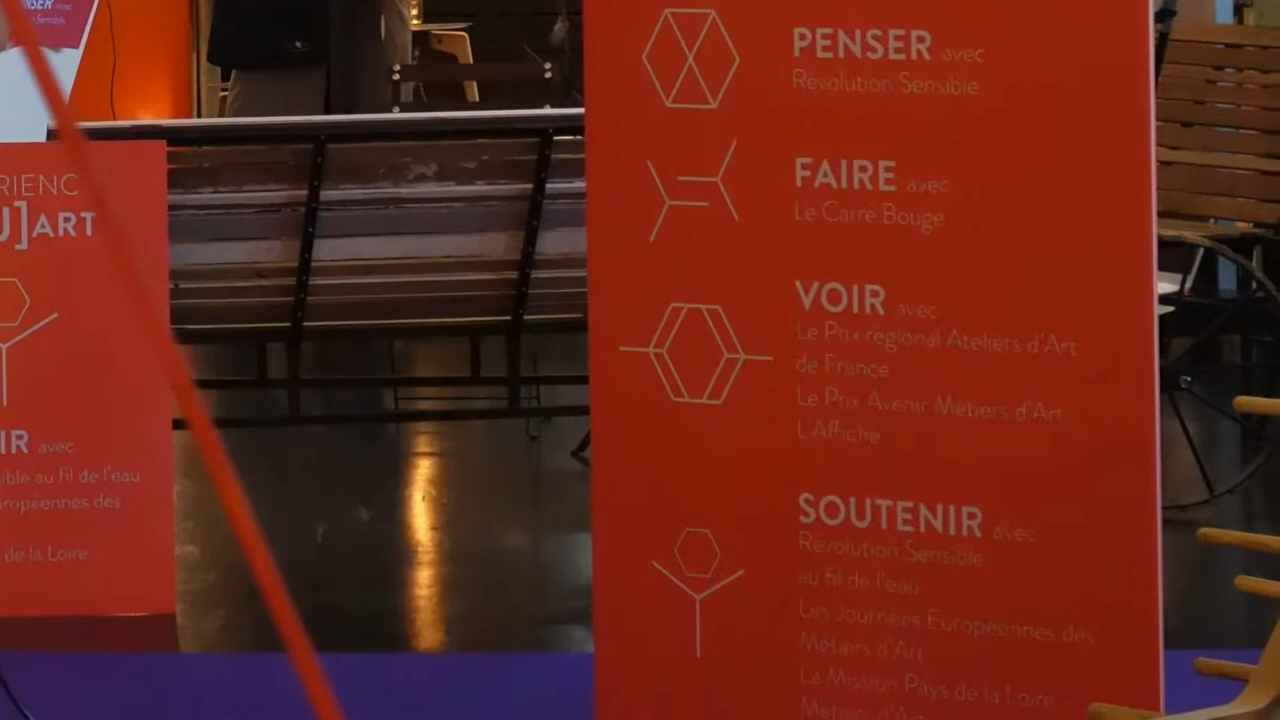 PENSER avec
Révolution Sensible
FAIRE avec
Le Carré Bouge
VOIR avec
Le Prix régional Ateliers d'Art
de France
Le Prix Avenir Métiers d'Art
L'Affiche
SOUTENIR avec
Révolution Sensible
au fil de l'eau
Les Journées Européennes des
Métiers d'Art
La Mission Pays de la Loire
RIENC
U]ART
IR avec
ible au fil de l'eau
uropéennes des
de la Loire